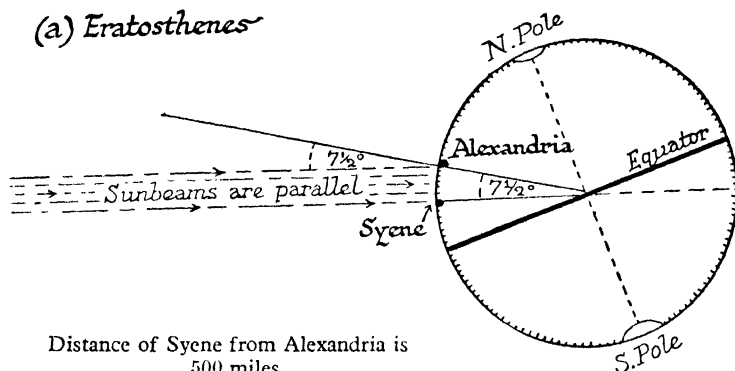 (a) Eratosthenes
N. Pole
Alexandria
Equator
7½°
Sunbeams are parallel
7½°
Syene
Distance of Syene from Alexandria is
500 miles
S. Pole